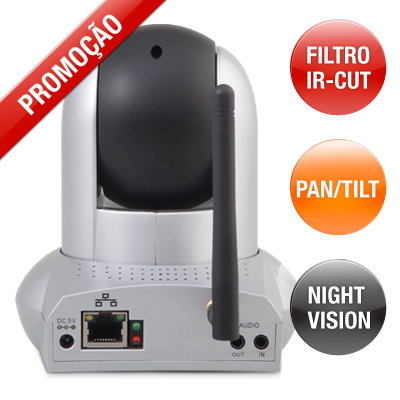 PROMOÇÃO
FILTRO
IR-CUT
PAN/TILT
NIGHT
VISION
DC 5V
AUDIO
OUT
IN